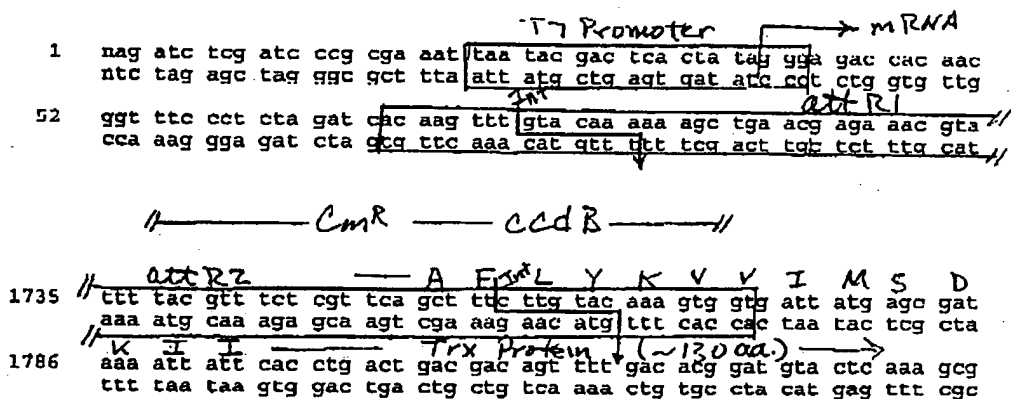 T7 Promoter mRNA
1 nag atc tcg atc ccg cga aat taa tac gac tca cta tag gga gac cac aac
ntc tag agc tag ggc gct tta att atg ctg agt gat atc cct ctg gtg ttg
Int attR1
52 ggt ttc cct cta gat cac aag ttt gta caa aaa agc tga acg aga aac gta
cca aag gga gat cta gtg ttc aaa cat gtt ttt tcg act tgc tct ttg cat
CmR ccdB
attR2 A F Int L Y K V V I M S D
1735 ttt tac gtt tct cgt tca gct ttc ttg tac aaa gtg gtg att atg agc gat
aaa atg caa aga gca agt cga aag aac atg ttt cac cac taa tac tcg cta
K I I Trx Protein (~130 aa.)
1786 aaa att att cac ctg act gac gac agt ttt gac acg gat gta ctc aaa gcg
ttt taa taa gtg gac tga ctg ctg tca aaa ctg tgc cta cat gag ttt cgc